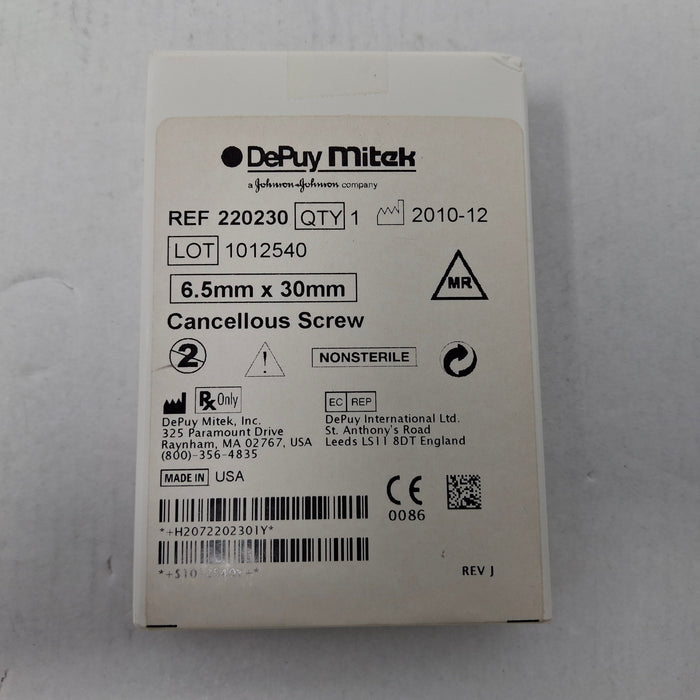 DePuy Mitek
a Johnson & Johnson company
REF 220230 QTY 1 2010-12
LOT 1012540
6.5mm x 30mm
MR
Cancellous Screw
2
NONSTERILE
Rx Only
EC REP
DePuy Mitek, Inc.
325 Paramount Drive
Raynham, MA 02767, USA
(800)-356-4835
DePuy International Ltd.
St. Anthony's Road
Leeds LS11 8DT England
MADE IN USA
CE
0086
*+H2072202301Y*
REV J